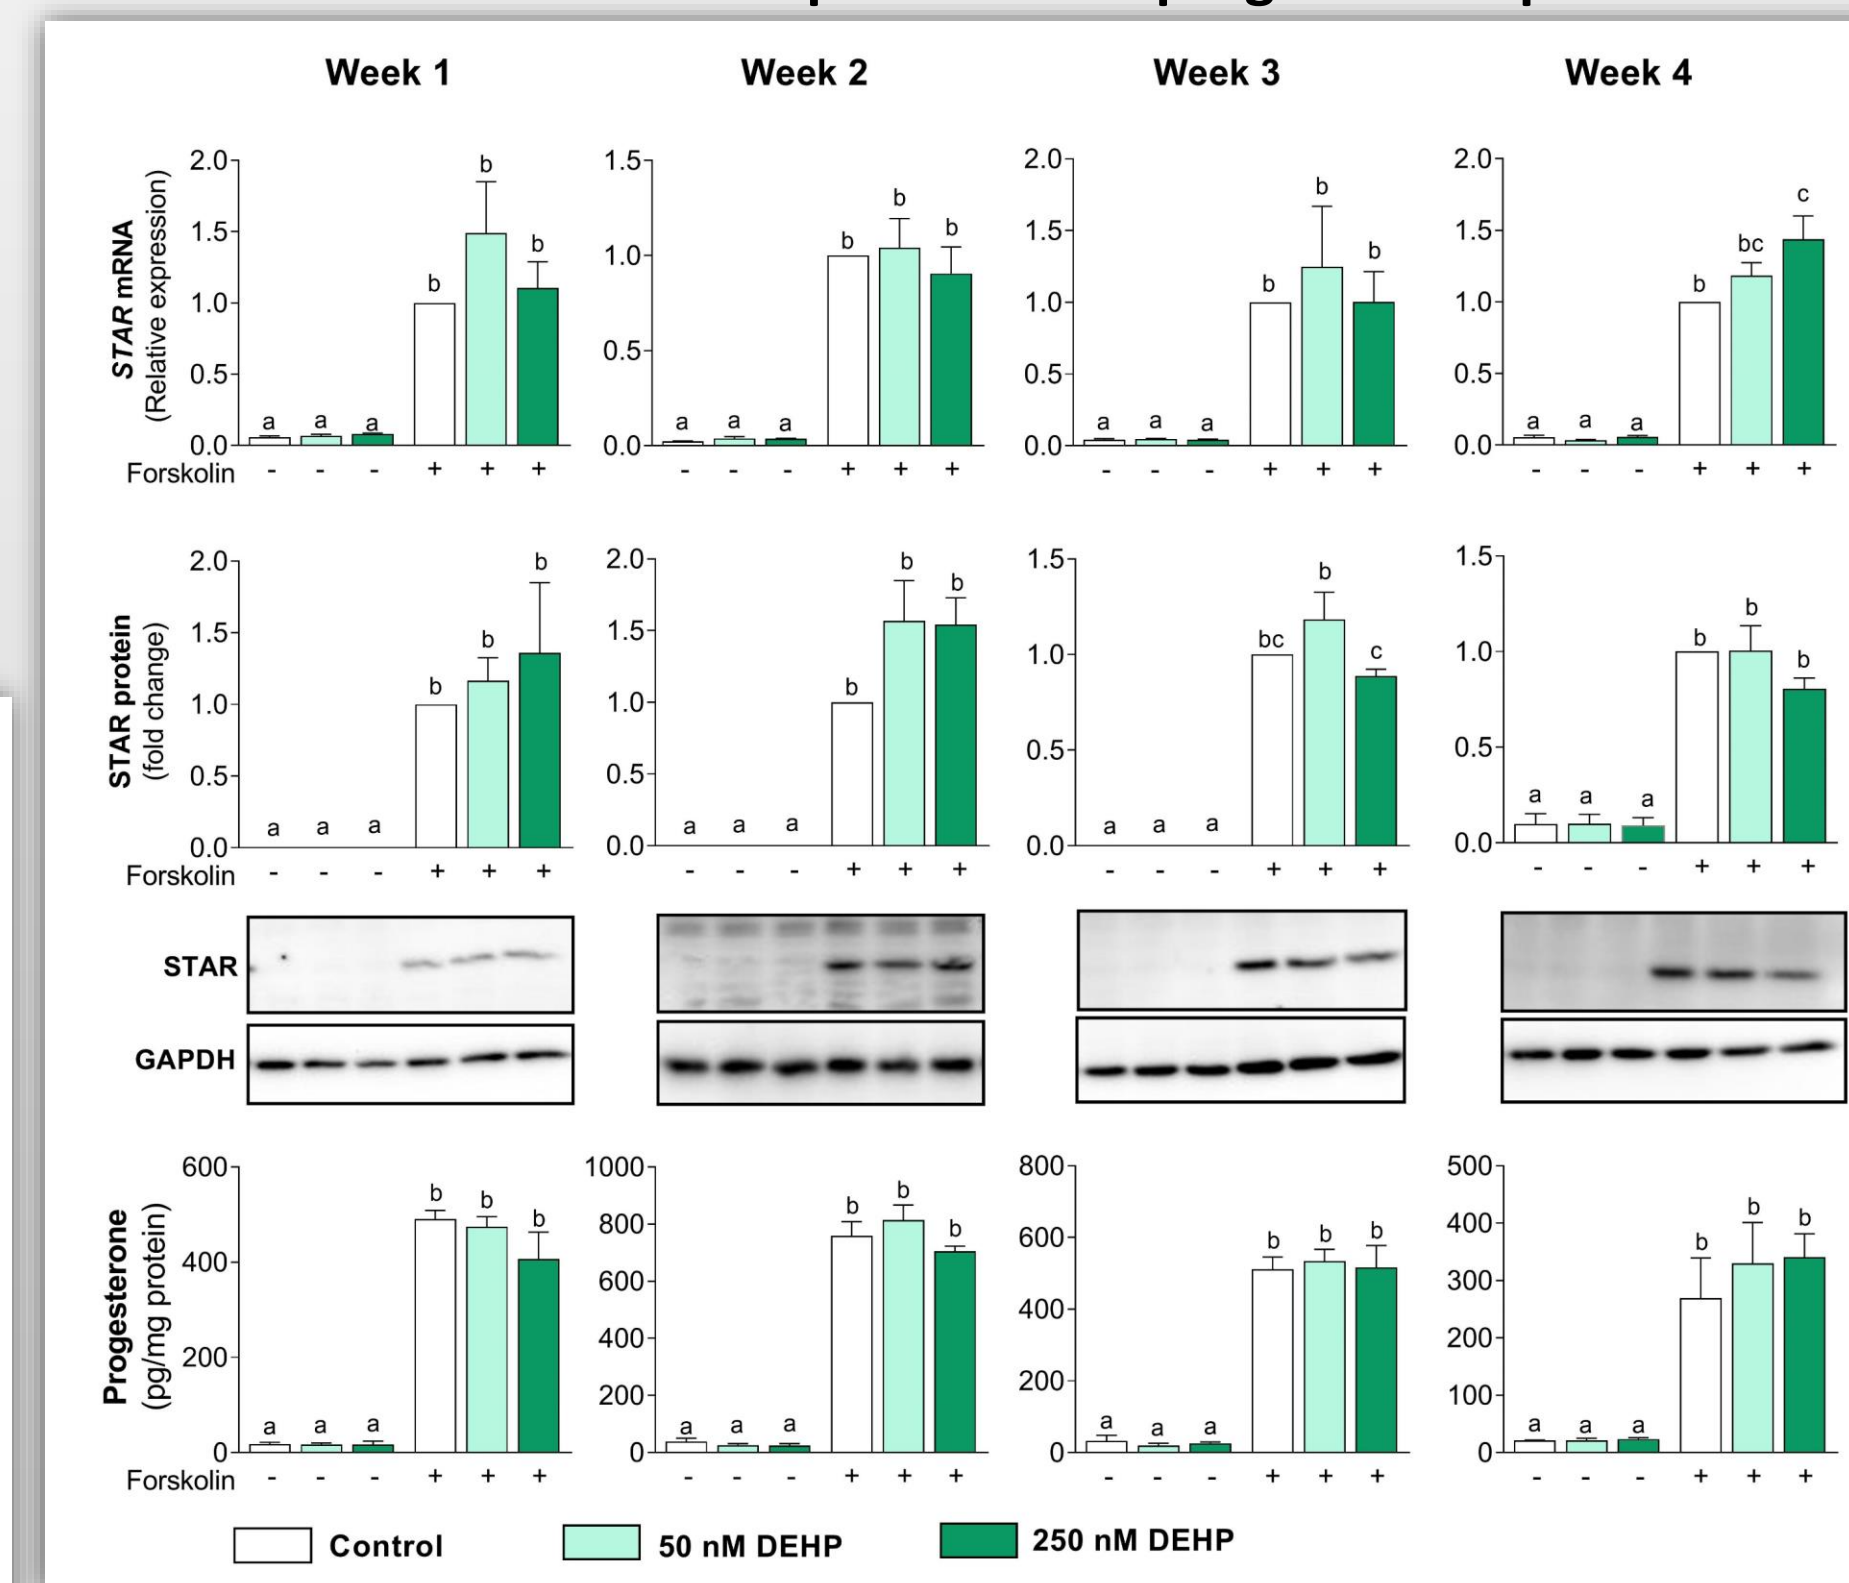 Week 1 Week 2 Week 3 Week 4
STAR mRNA
(Relative expression)
2.0 1.5 1.0 0.5 0.0
a a a b b b
1.5 1.0 0.5 0.0
a a a b b b
2.0 1.5 1.0 0.5 0.0
a a a b b b
2.0 1.5 1.0 0.5 0.0
a a a b bc c
Forskolin - - - + + + - - - + + + - - - + + + - - - + + +
STAR protein
(fold change)
2.0 1.5 1.0 0.5 0.0
a a a b b b
2.0 1.5 1.0 0.5 0.0
a a a b b b
1.5 1.0 0.5 0.0
a a a bc b c
1.5 1.0 0.5 0.0
a a a b b b
Forskolin - - - + + + - - - + + + - - - + + + - - - + + +
STAR
GAPDH
Progesterone
(pg/mg protein)
600 400 200 0
a a a b b b
1000 800 600 400 200 0
a a a b b b
800 600 400 200 0
a a a b b b
500 400 300 200 100 0
a a a b b b
Forskolin - - - + + + - - - + + + - - - + + + - - - + + +
Control 50 nM DEHP 250 nM DEHP